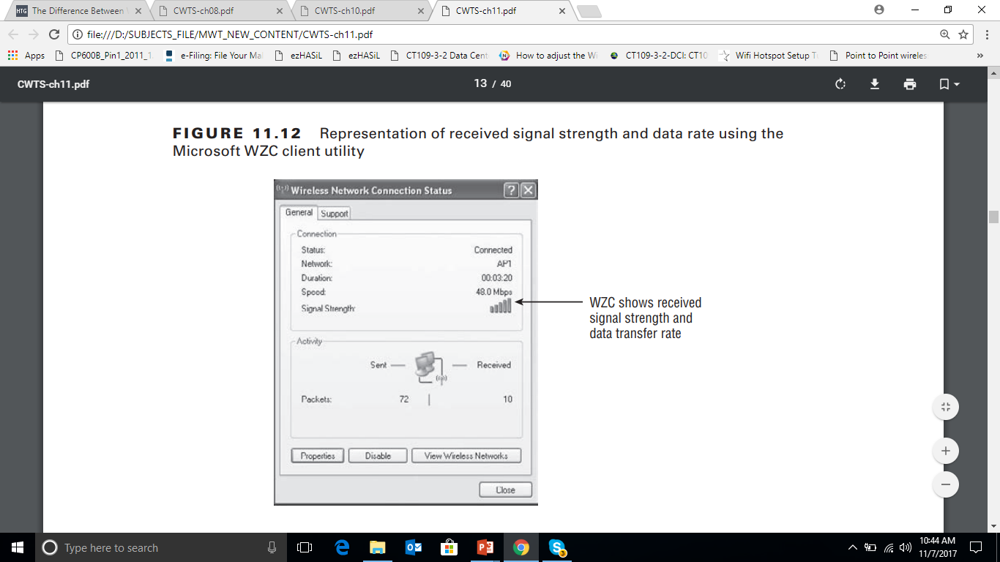 The Difference Between
CWTS-ch08.pdf
CWTS-ch10.pdf
CWTS-ch11.pdf
file:///D:/SUBJECTS_FILE/MWT_NEW_CONTENT/CWTS-ch11.pdf
Apps
CP600B_Pin1_2011_1
e-Filing: File Your Ma
ezHASiL
ezHASiL
CT109-3-2 Data Cent
How to adjust the Wi
CT109-3-2-DCI: CT10
Wifi Hotspot Setup T
Point to Point wireles
»
CWTS-ch11.pdf
13 / 40
FIGURE 11.12 Representation of received signal strength and data rate using the
Microsoft WZC client utility
Wireless Network Connection Status
General
Support
Connection
Status: Connected
Network: AP1
Duration: 00:03:20
Speed: 48.0 Mbps
Signal Strength:
WZC shows received
signal strength and
data transfer rate
Activity
Sent
Received
Packets: 72 | 10
Properties
Disable
View Wireless Networks
Close
Type here to search
10:44 AM
11/7/2017